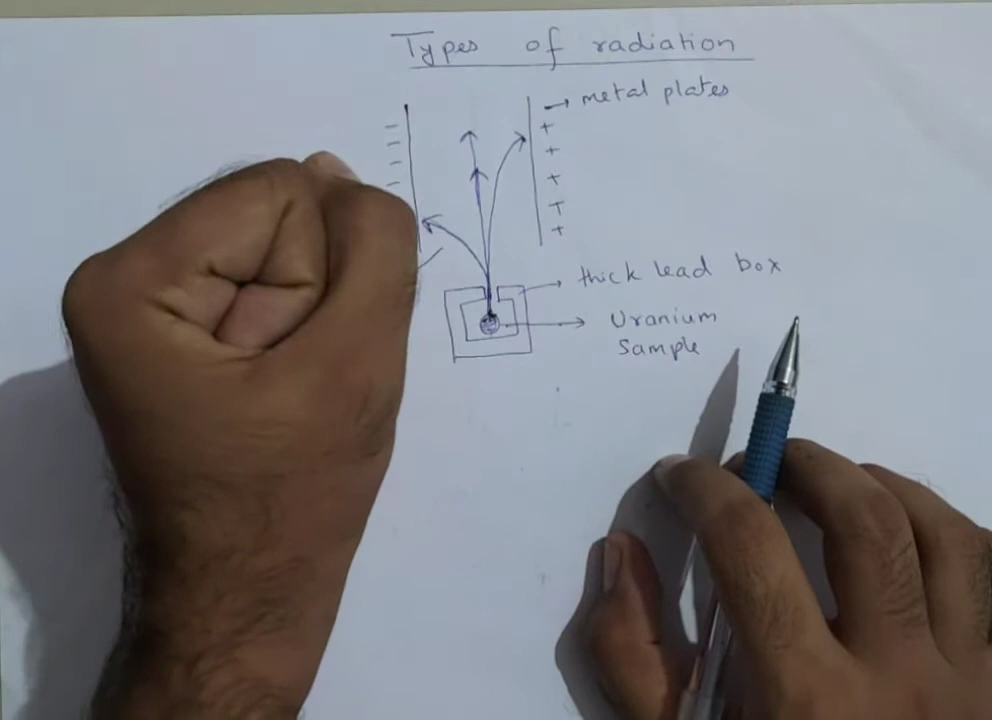 Types of radiation
metal plates
- +
- +
- +
- +
+
thick lead box
Uranium
Sample